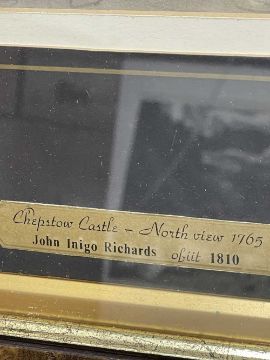 Chepstow Castle - North view 1765
John Inigo Richards obiit 1810